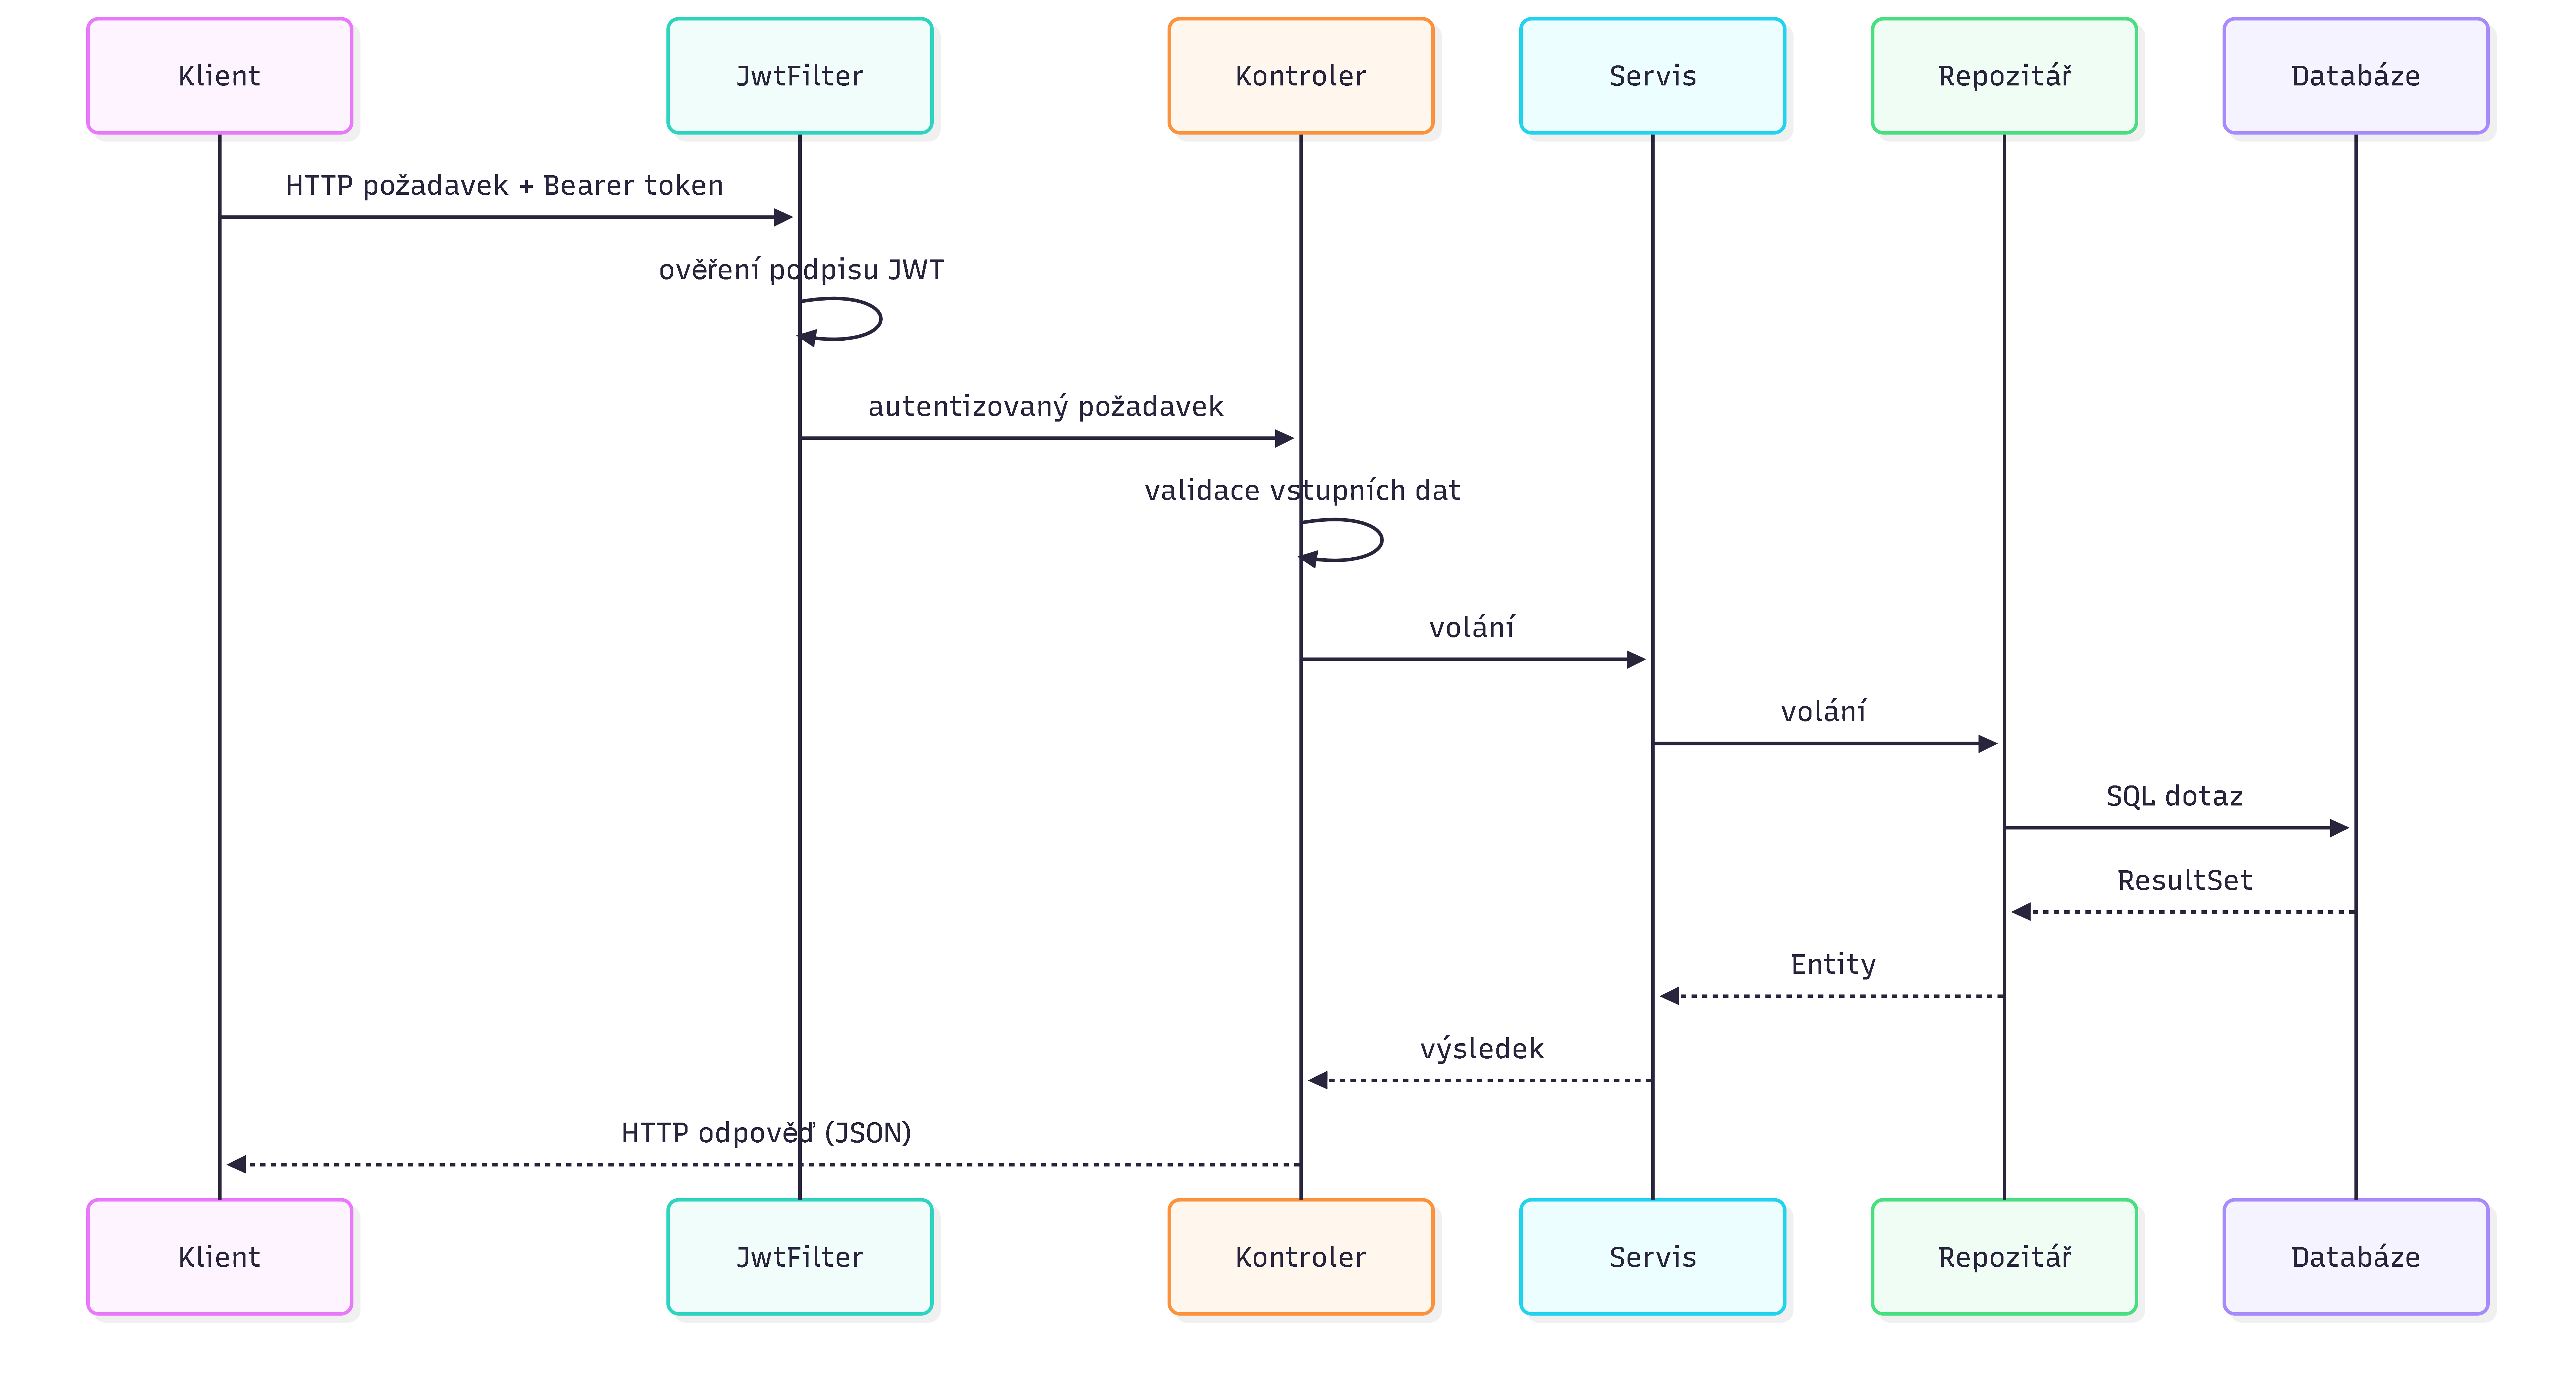 Klient
JwtFilter
Kontroler
Servis
Repozitář
Databáze
HTTP požadavek + Bearer token
ověření podpisu JWT
autentizovaný požadavek
validace vstupních dat
volání
volání
SQL dotaz
ResultSet
Entity
výsledek
HTTP odpověď (JSON)
Klient
JwtFilter
Kontroler
Servis
Repozitář
Databáze